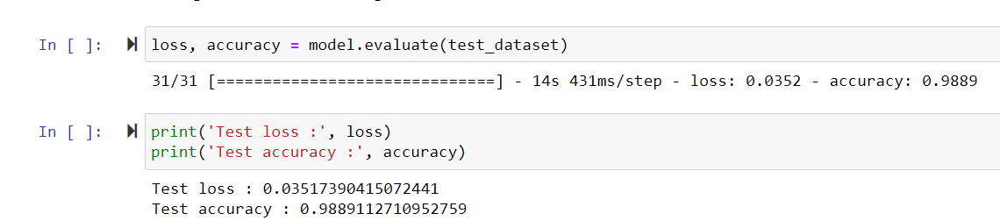 In [ ]: loss, accuracy = model.evaluate(test_dataset)
31/31 [==============================] - 14s 431ms/step - loss: 0.0352 - accuracy: 0.9889
In [ ]: print('Test loss :', loss)
print('Test accuracy :', accuracy)
Test loss : 0.03517390415072441
Test accuracy : 0.9889112710952759